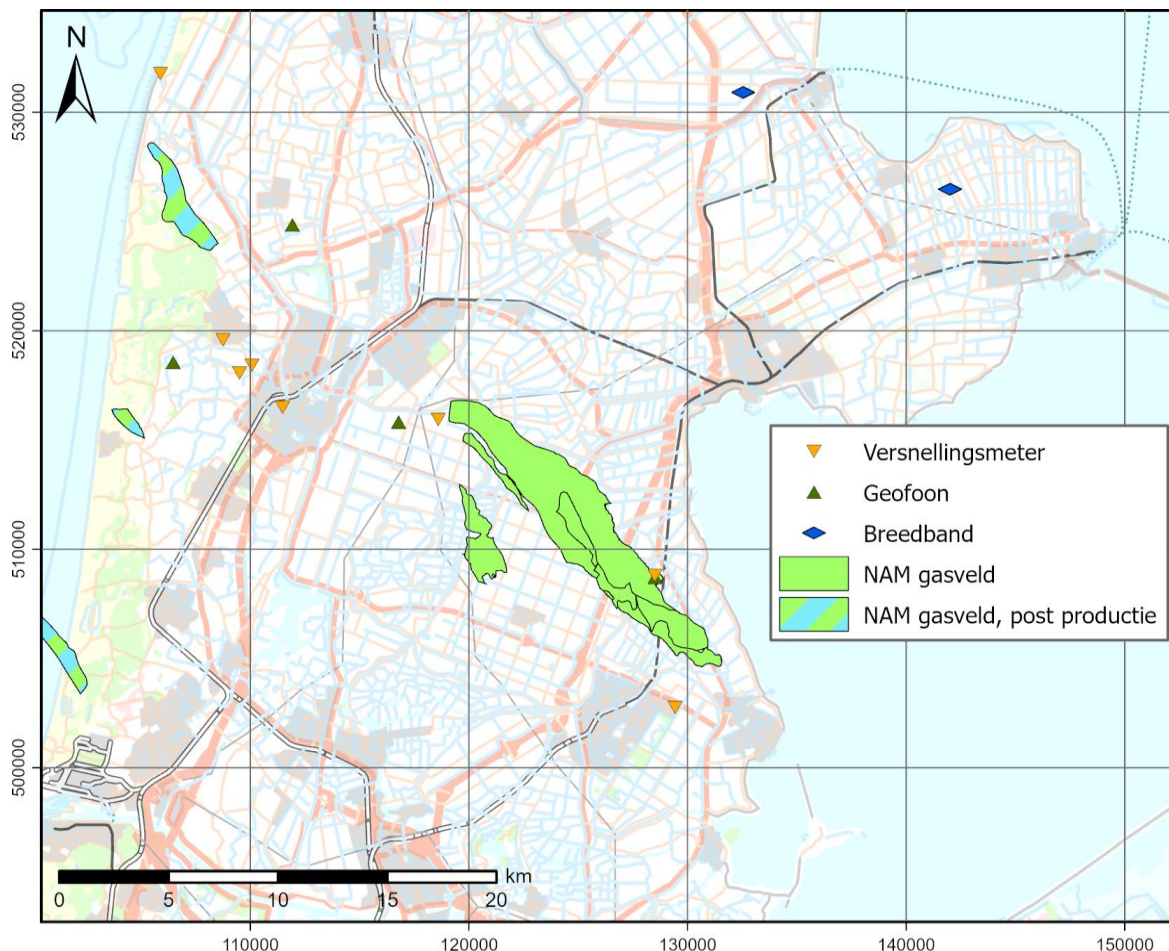 N
530000
520000
510000
500000
Versnellingsmeter
Geofoon
Breedband
NAM gasveld
NAM gasveld, post productie
km
0 5 10 15 20
110000 120000 130000 140000 150000